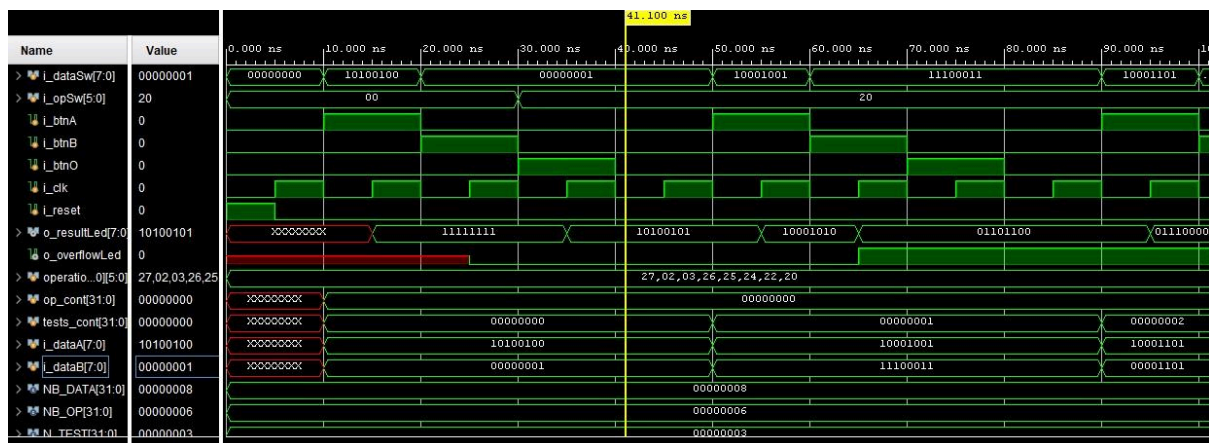 41.100 ns
Name Value 0.000 ns 10.000 ns 20.000 ns 30.000 ns 40.000 ns 50.000 ns 60.000 ns 70.000 ns 80.000 ns 90.000 ns
i_dataSw[7:0] 00000001 00000000 10100100 00000001 10001001 11100011 10001101
i_opSw[5:0] 20 00 20
i_btnA 0
i_btnB 0
i_btnO 0
i_clk 0
i_reset 0
o_resultLed[7:0 10100101 XXXXXXXX 11111111 10100101 10001010 01101100 01110000
o_overflowLed 0
operatio...0][5:0] 27,02,03,26,25 27,02,03,26,25,24,22,20
op_cont[31:0] 00000000 XXXXXXXX 00000000
tests_cont[31:0] 00000000 XXXXXXXX 00000000 00000001 00000002
i_dataA[7:0] 10100100 XXXXXXXX 10100100 10001001 10001101
i_dataB[7:0] 00000001 XXXXXXXX 00000001 11100011 00001101
NB_DATA[31:0] 00000008 00000008
NB_OP[31:0] 00000006 00000006
N_TEST[31:0] 00000003 00000003